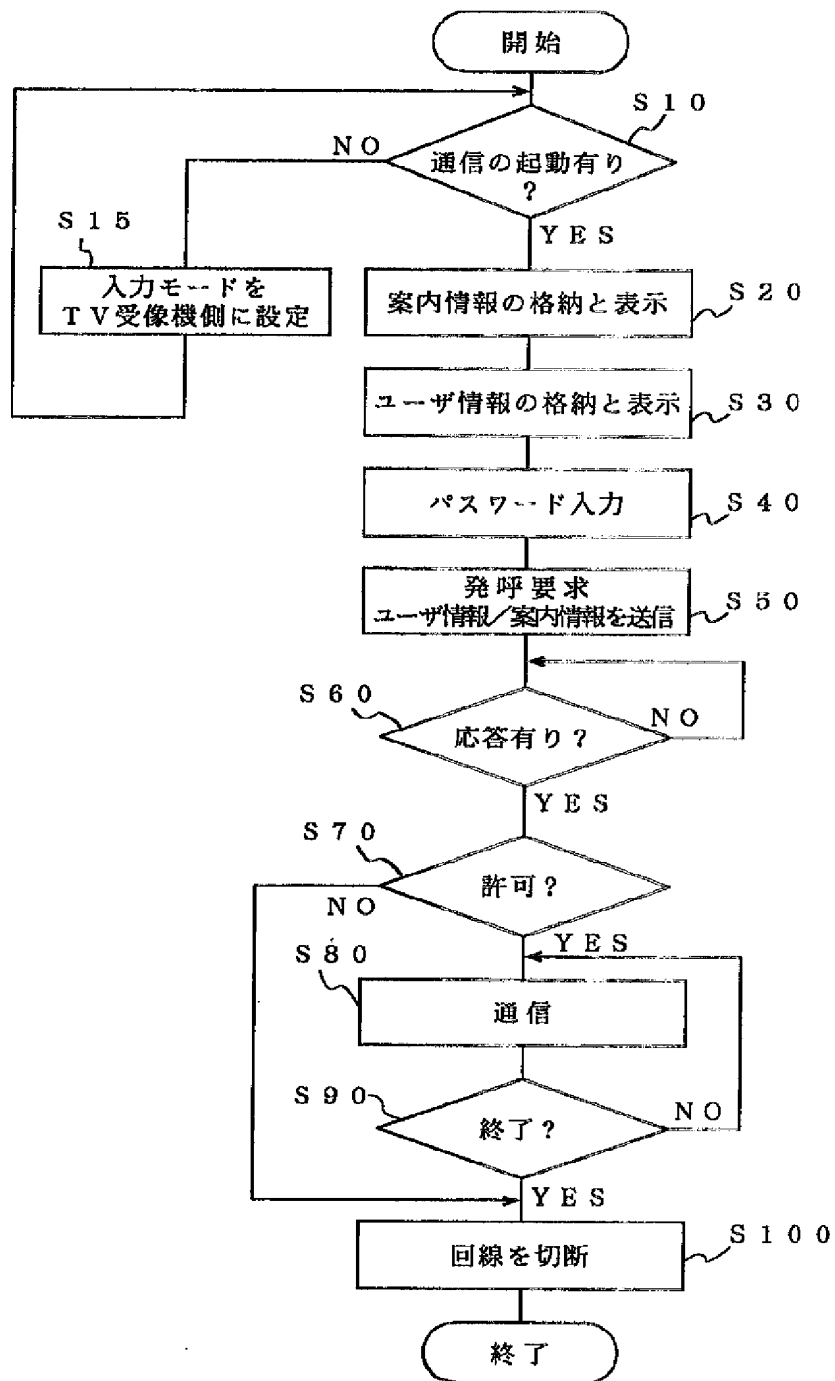 開始
S10
NO
通信の起動有り
?
S15
YES
入力モードを
TV受像機側に設定
案内情報の格納と表示
S20
ユーザ情報の格納と表示
S30
パスワード入力
S40
発呼要求
ユーザ情報/案内情報を送信
S50
S60
応答有り?
NO
YES
S70
許可?
NO
YES
S80
通信
S90
終了?
NO
YES
S100
回線を切断
終了